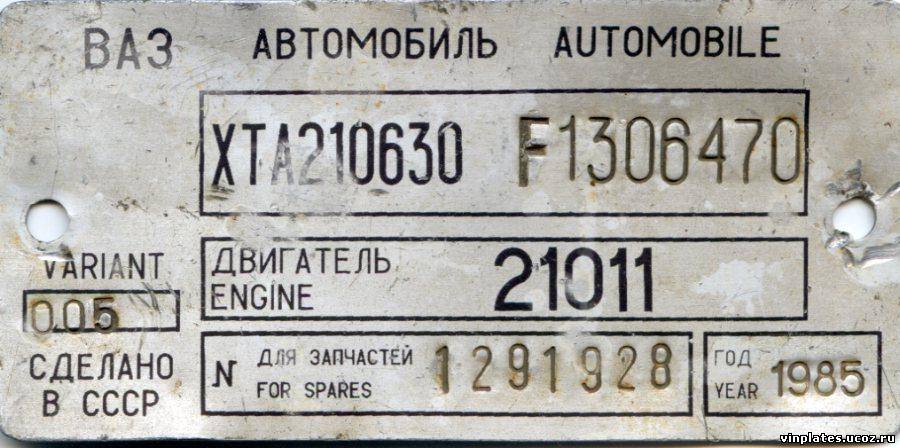 ВАЗ АВТОМОБИЛЬ AUTOMOBILE
XTA210630 F1306470
VARIANT
005
ДВИГАТЕЛЬ
ENGINE
21011
СДЕЛАНО
В СССР
N
ДЛЯ ЗАПЧАСТЕЙ
FOR SPARES
1291928
ГОД
YEAR
1985
vinplates.ucoz.ru